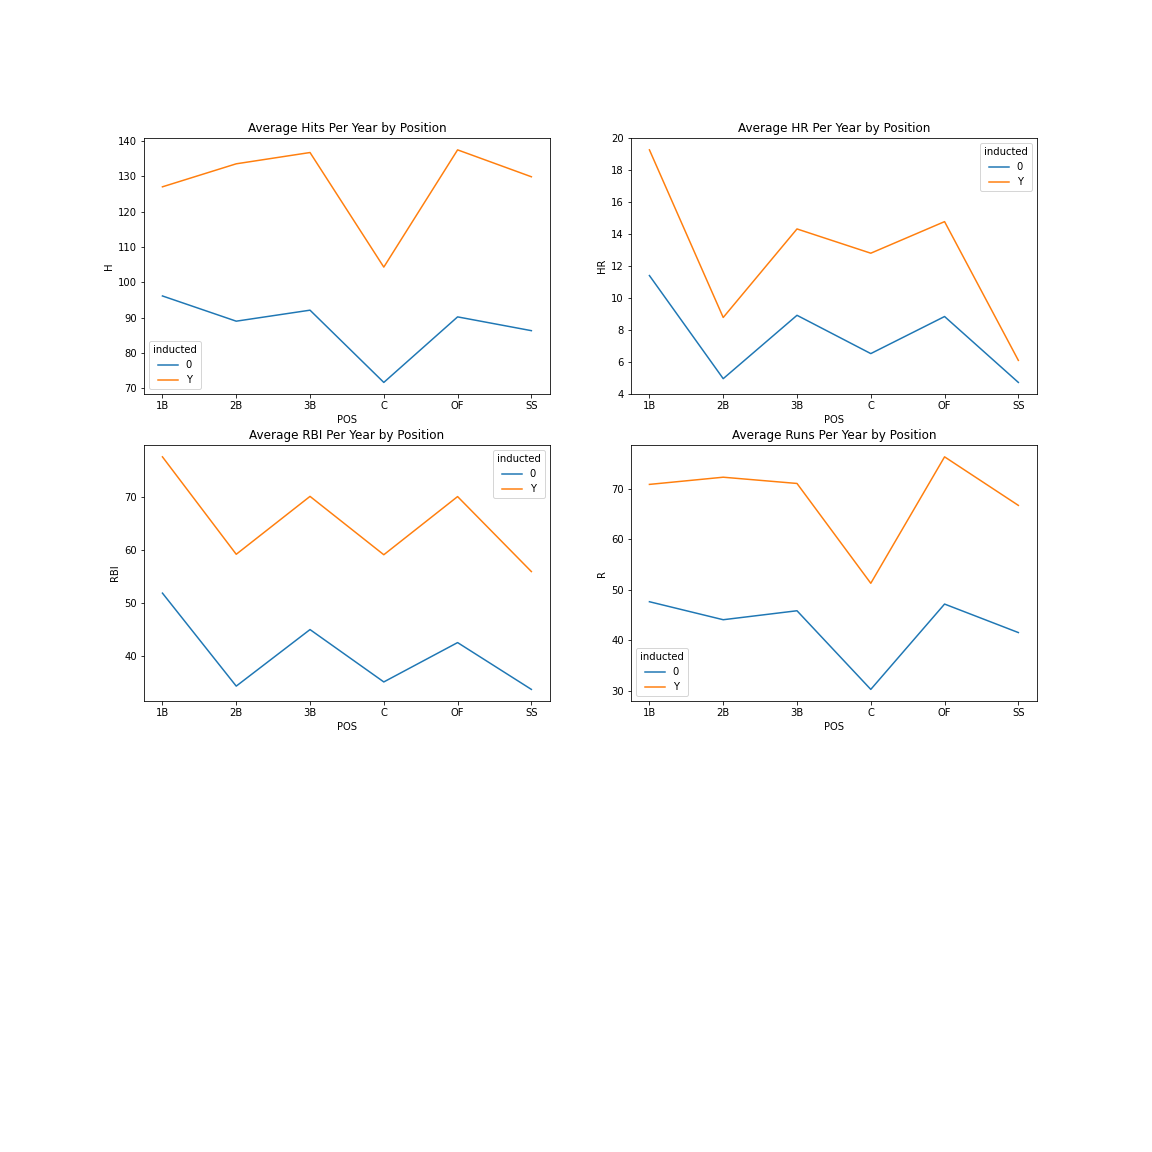 Average Hits Per Year by Position
140
130
120
110
100
90
80
70
H
inducted
0
Y
1B 2B 3B C OF SS
POS
Average HR Per Year by Position
20
18
16
14
12
10
8
6
4
HR
inducted
0
Y
1B 2B 3B C OF SS
POS
Average RBI Per Year by Position
70
60
50
40
RBI
inducted
0
Y
1B 2B 3B C OF SS
POS
Average Runs Per Year by Position
70
60
50
40
30
R
inducted
0
Y
1B 2B 3B C OF SS
POS